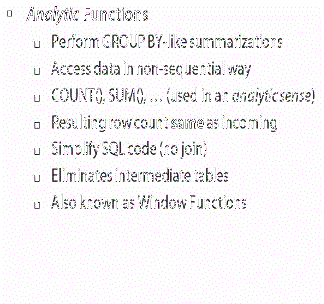 Analytic Functions
Perform GROUP BY-like summarizations
Access data in non-sequential way
COUNT(), SUM(), … (used in an analytic sense)
Resulting row count same as incoming
Simplify SQL code (no join)
Eliminates intermediate tables
Also known as Window Functions